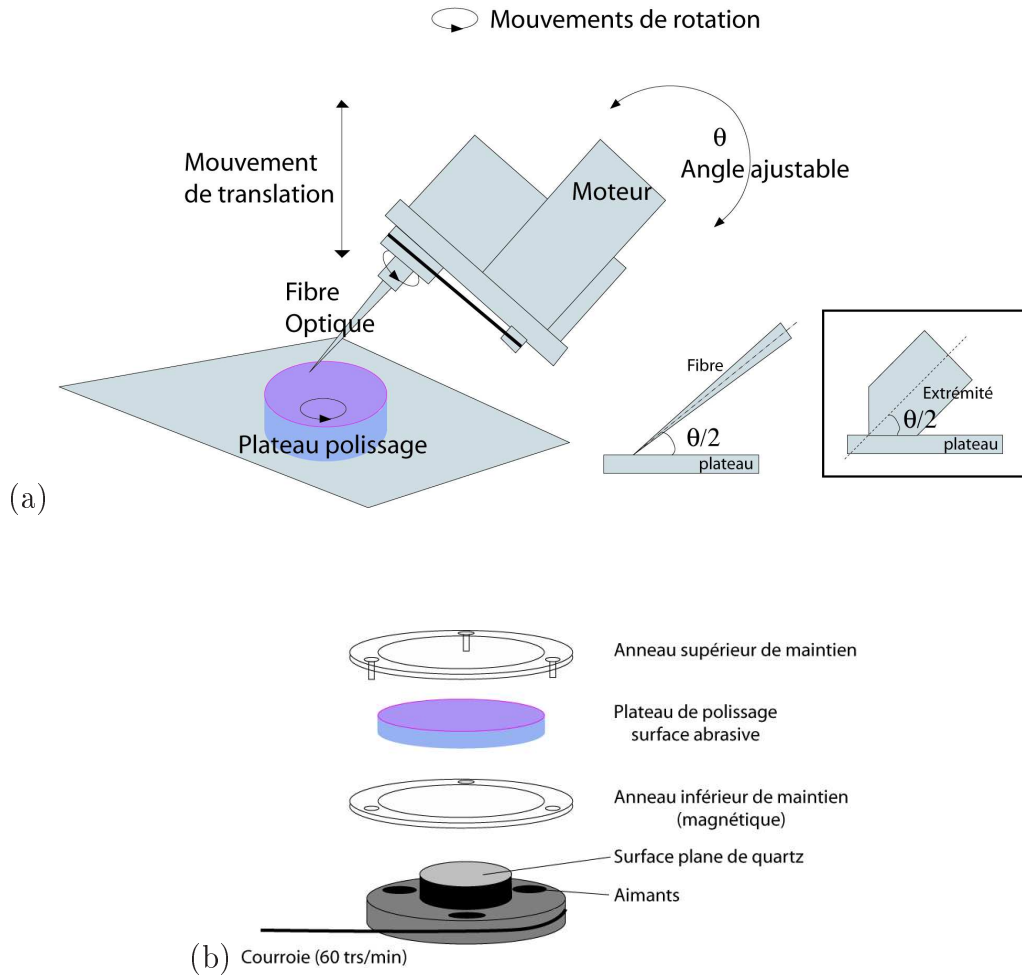 Mouvements de rotation
θ
Angle ajustable
Mouvement
de translation
Moteur
Fibre
Optique
Plateau polissage
Fibre
θ/2
plateau
Extrémité
θ/2
plateau
(a)
Anneau supérieur de maintien
Plateau de polissage
surface abrasive
Anneau inférieur de maintien
(magnétique)
Surface plane de quartz
Aimants
(b) Courroie (60 trs/min)